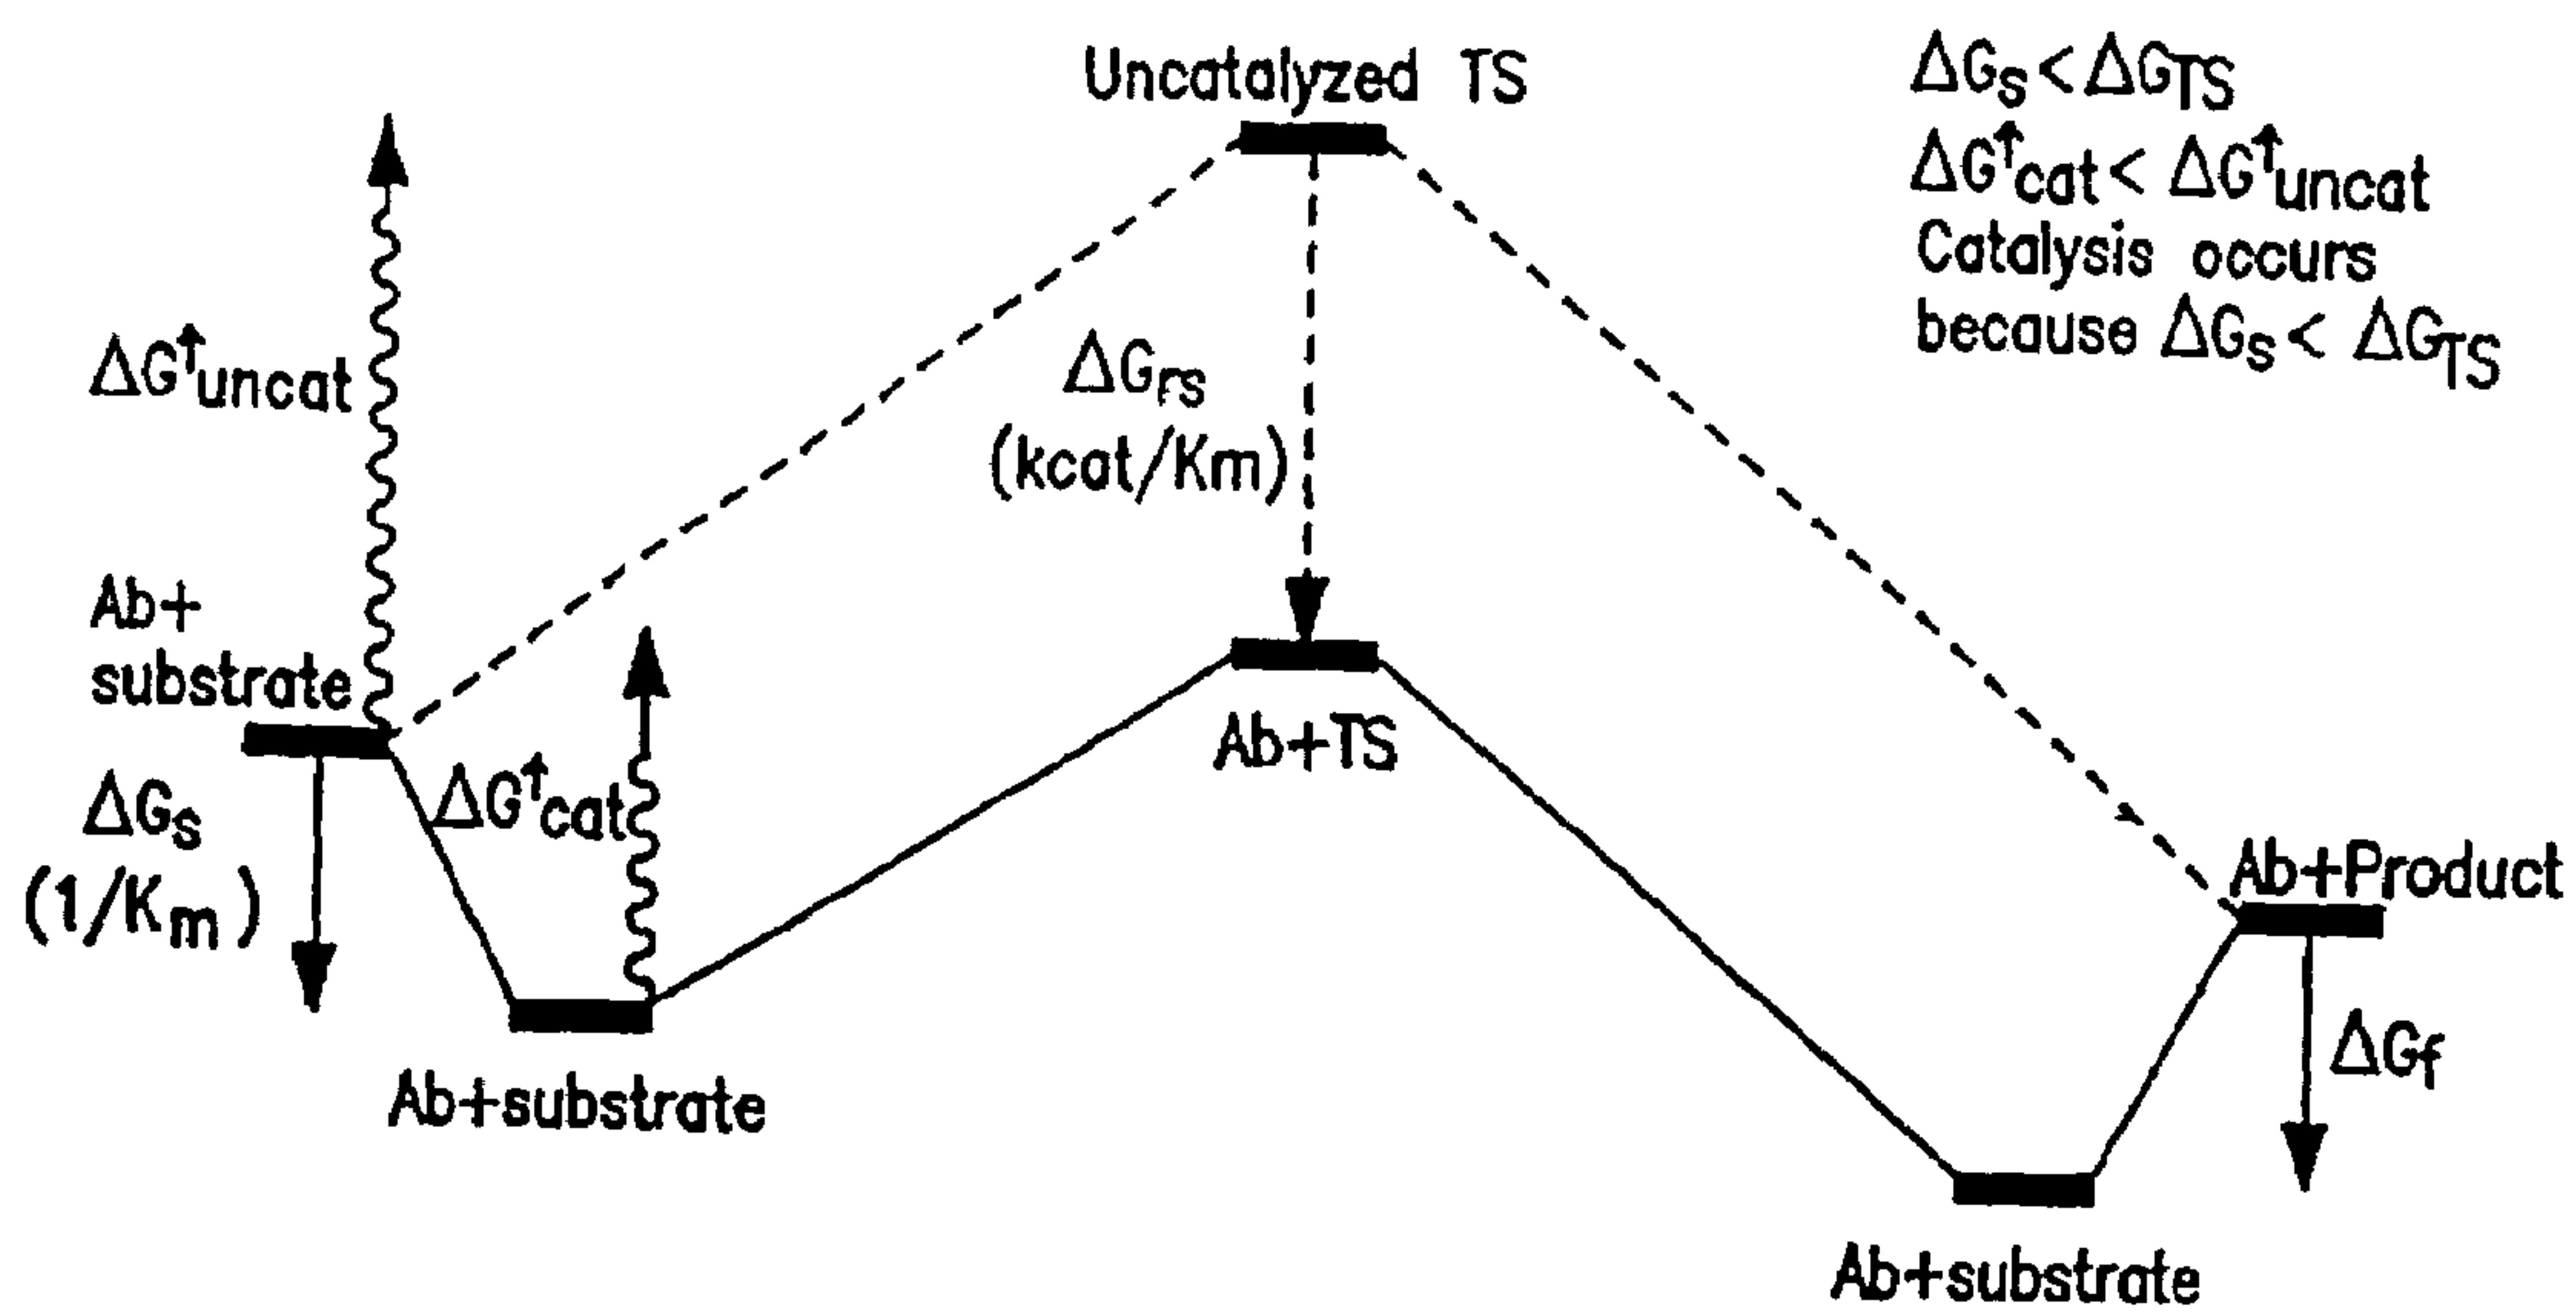 Uncatalyzed TS
ΔGs < ΔGTS
ΔG↑cat < ΔG↑uncat
Catalysis occurs
because ΔGs < ΔGTS
ΔG↑uncat
ΔGrs
(kcat/Km)
Ab+
substrate
Ab+TS
ΔGs
(1/Km)
ΔG↑cat
Ab+Product
ΔGf
Ab+substrate
Ab+substrate